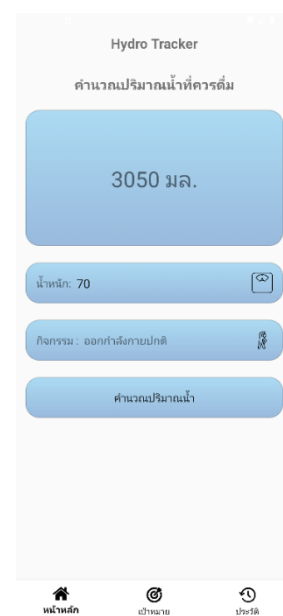 Hydro Tracker
คำนวณปริมาณน้ำที่ควรดื่ม
3050 มล.
น้ำหนัก: 70
กิจกรรม : ออกกำลังกายปกติ
คำนวณปริมาณน้ำ
หน้าหลัก เป้าหมาย ประวัติ